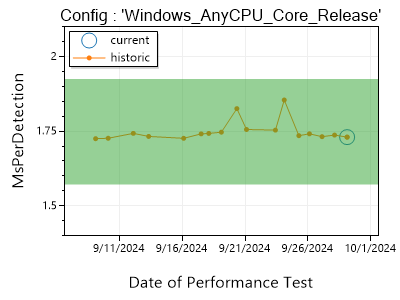 Config : 'Windows_AnyCPU_Core_Release'
current
historic
2
1.75
1.5
MsPerDetection
9/11/2024
9/16/2024
9/21/2024
9/26/2024
10/1/2024
Date of Performance Test